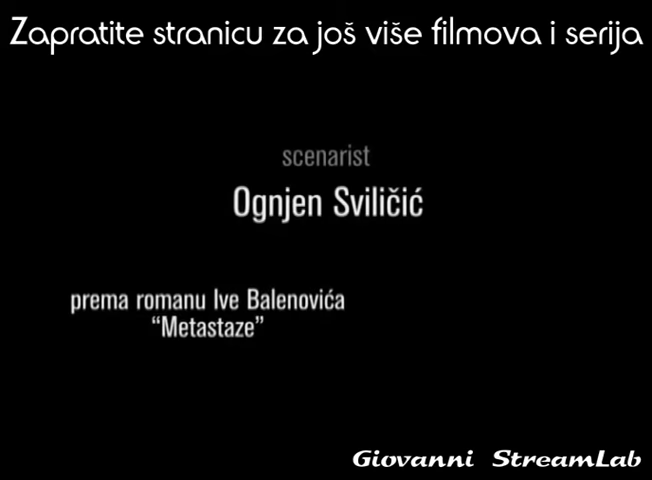 Zapratite stranicu za još više filmova i serija
scenarist
Ognjen Sviličić
prema romanu Ive Balenovića
“Metastaze”
Giovanni StreamLab